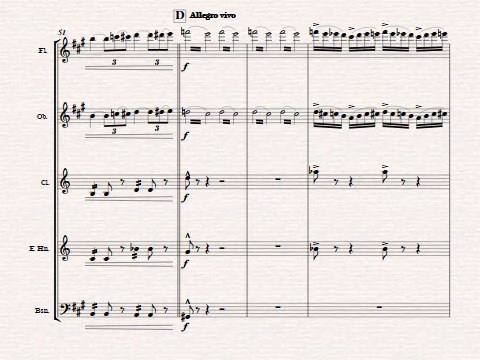 D Allegro vivo
51
Fl.
3 3
f
Ob.
3 3
f
Cl.
f
E Hn.
f
Bsn.
f